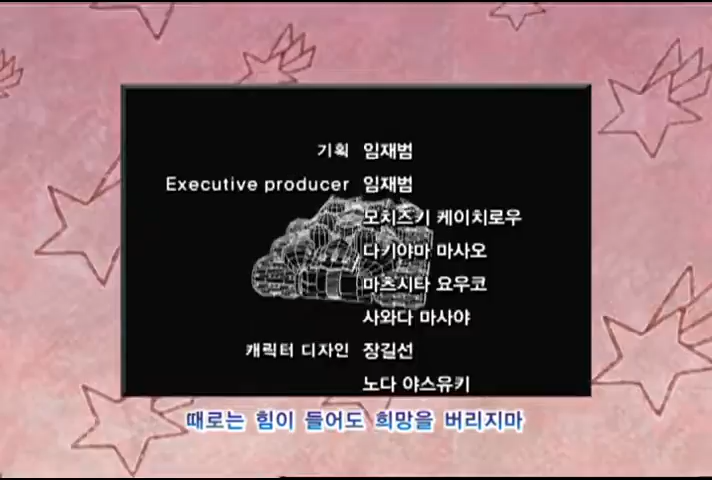 기획 임재범
Executive producer 임재범
모치즈키 케이치로우
다키야마 마사오
마츠시타 요우코
사와다 마사야
캐릭터 디자인 장길선
노다 야스유키
때로는 힘이 들어도 희망을 버리지마